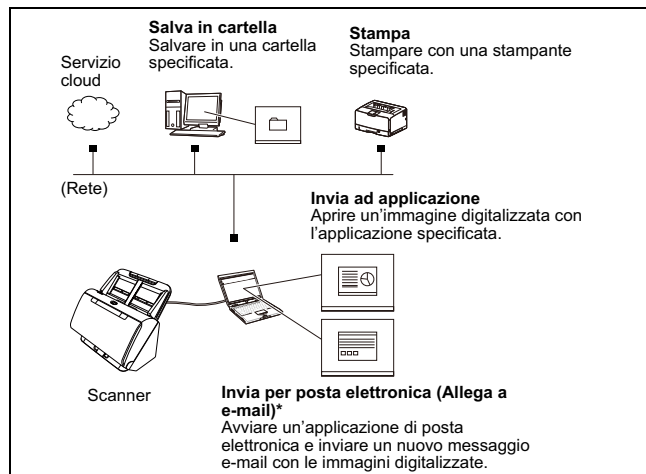 Servizio
cloud
Salva in cartella
Salvare in una cartella
specificata.
Stampa
Stampare con una stampante
specificata.
(Rete)
Invia ad applicazione
Aprire un'immagine digitalizzata con
l'applicazione specificata.
Scanner
Invia per posta elettronica (Allega a
e-mail)*
Avviare un'applicazione di posta
elettronica e inviare un nuovo messaggio
e-mail con le immagini digitalizzate.